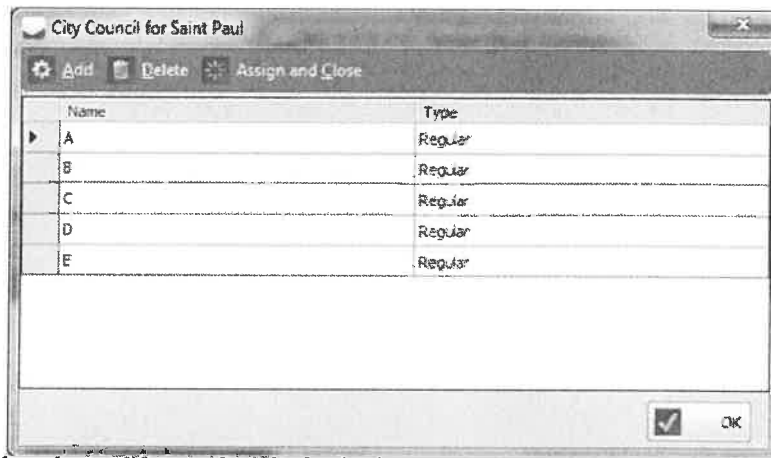 City Council for Saint Paul
Add Delete Assign and Close
Name Type
A Regular
B Regular
C Regular
D Regular
E Regular
OK